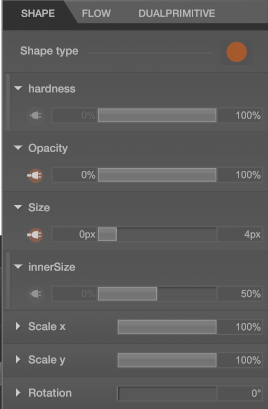 SHAPE FLOW DUALPRIMITIVE
Shape type
hardness
0% 100%
Opacity
0% 100%
Size
0px 4px
innerSize
0% 50%
Scale x 100%
Scale y 100%
Rotation 0°